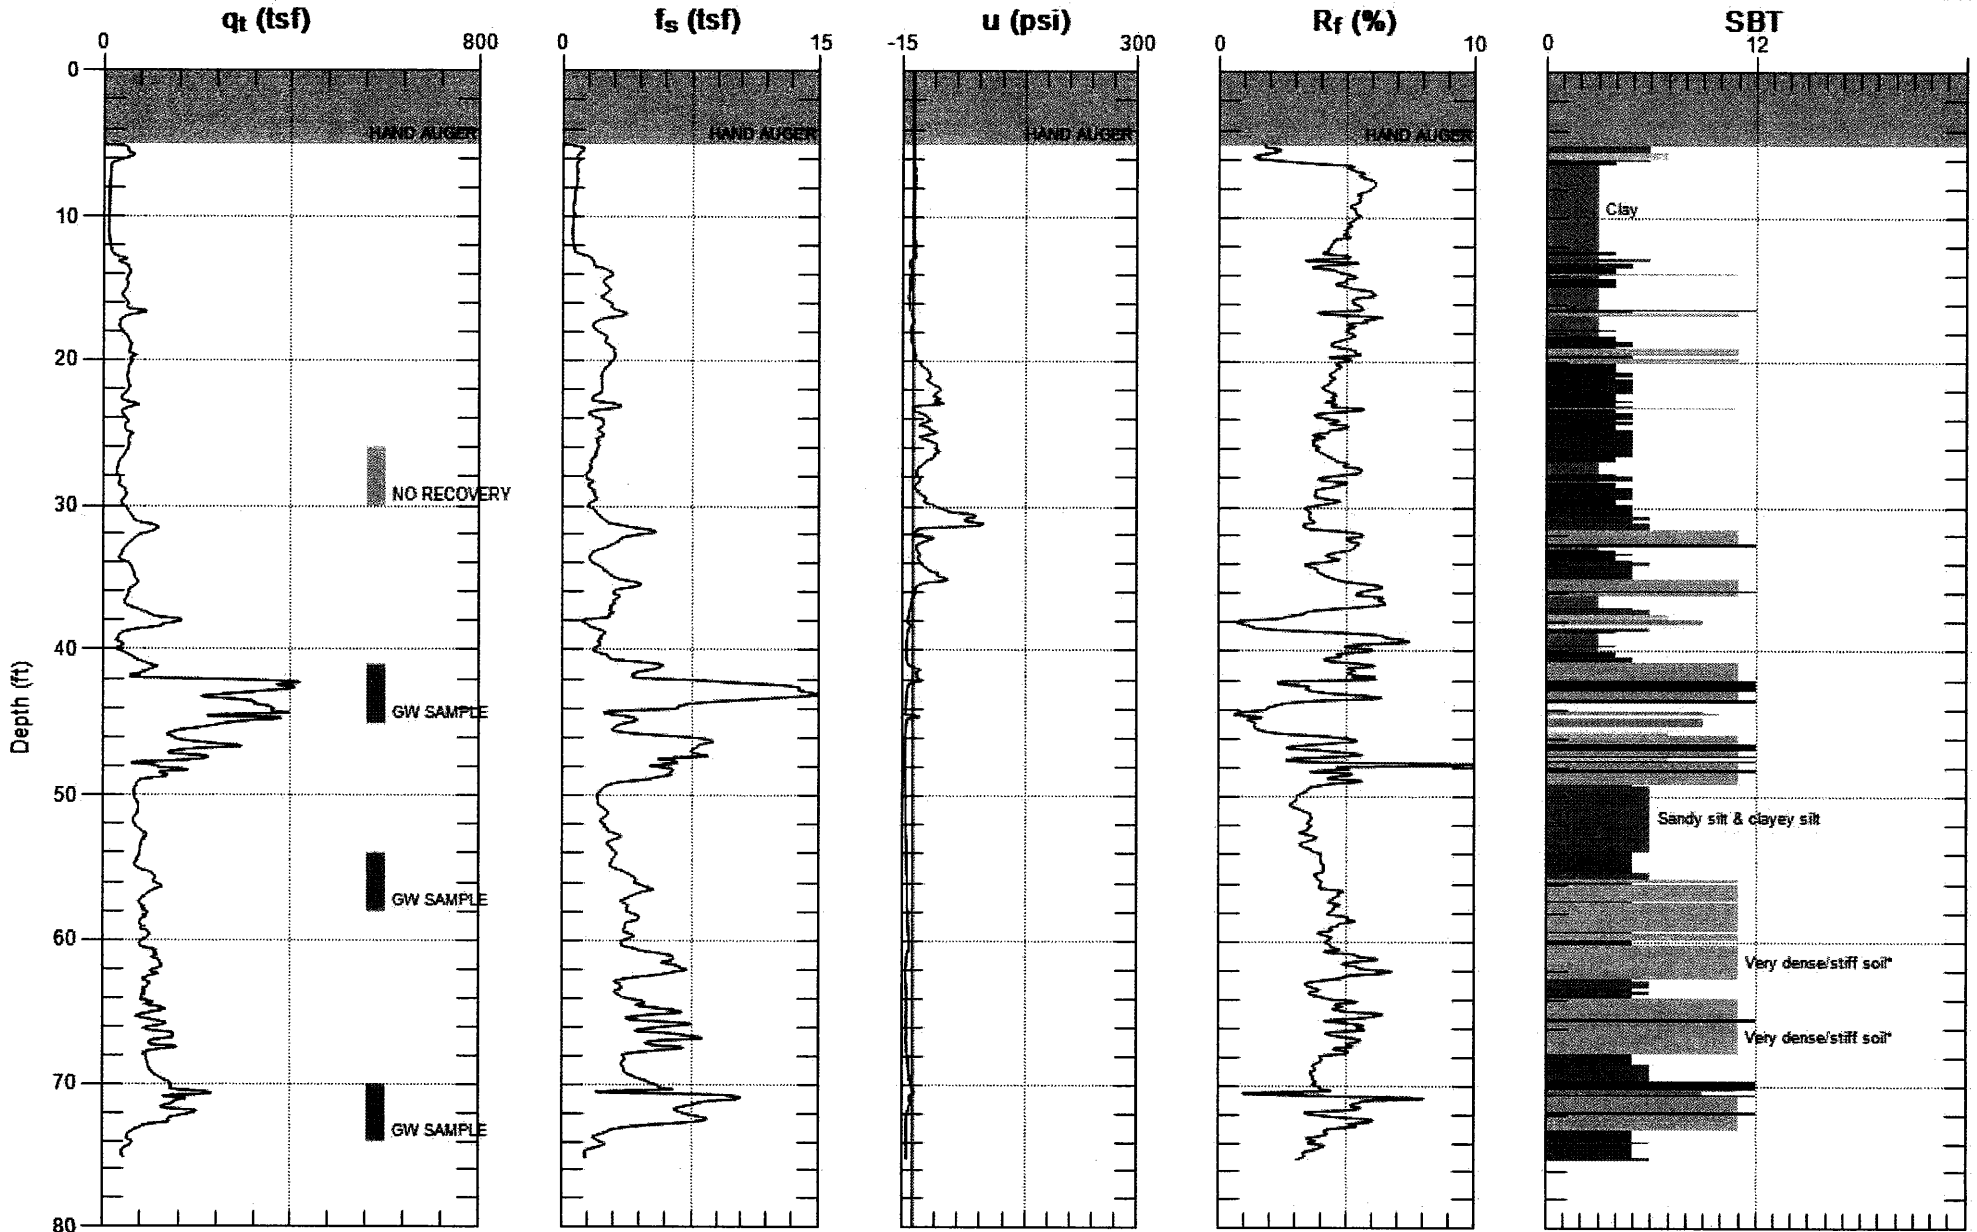 qt (tsf)
fs (tsf)
u (psi)
Rf (%)
SBT
0
800
0
15
-15
300
0
10
0
12
0
HAND AUGER
HAND AUGER
HAND AUGER
HAND AUGER
10
Clay
20
NO RECOVERY
30
40
Depth (ft)
GW SAMPLE
50
Sandy silt & clayey silt
GW SAMPLE
60
Very dense/stiff soil*
Very dense/stiff soil*
70
GW SAMPLE
80